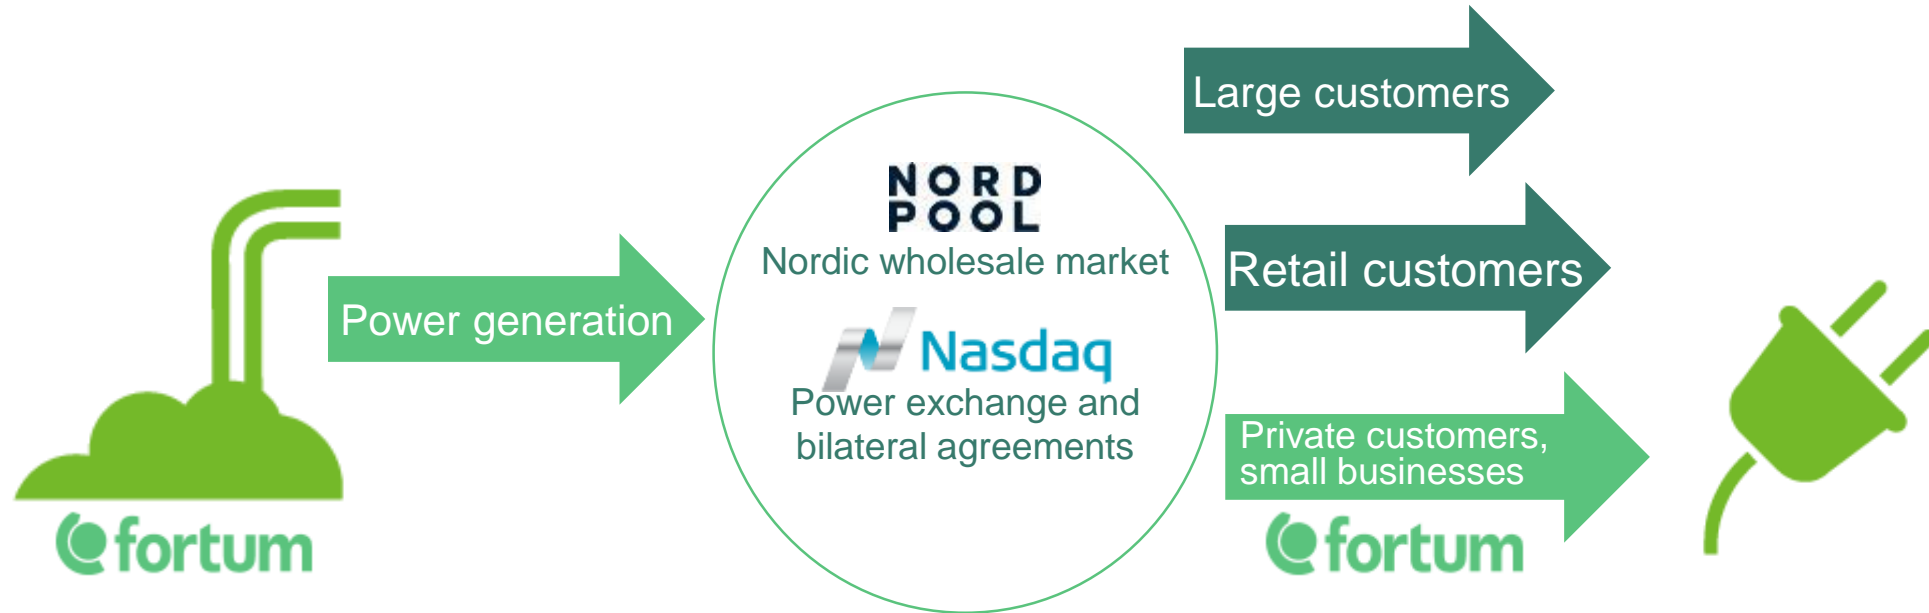 Power generation
fortum
NORD
POOL
Nordic wholesale market
Nasdaq
Power exchange and
bilateral agreements
Large customers
Retail customers
Private customers,
small businesses
fortum